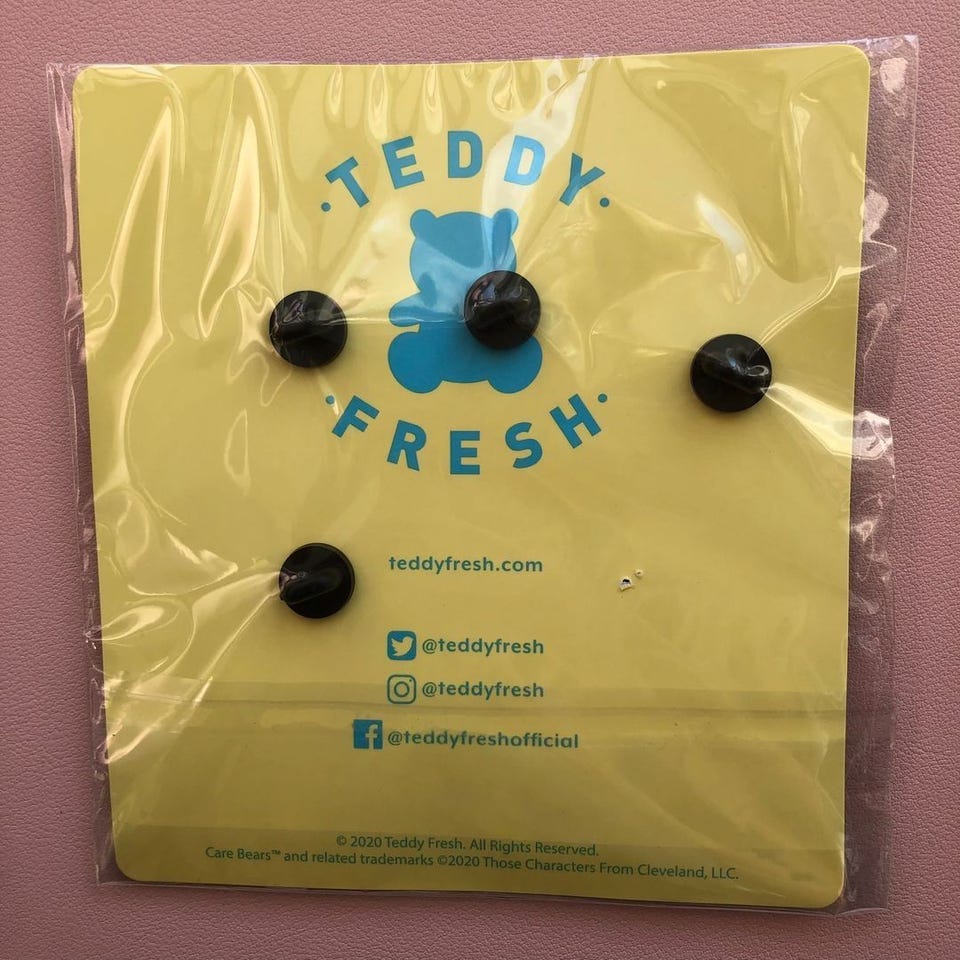 ·TEDDY·
·FRESH·
teddyfresh.com
@teddyfresh
@teddyfresh
@teddyfreshofficial
© 2020 Teddy Fresh. All Rights Reserved.
Care Bears™ and related trademarks ©2020 Those Characters From Cleveland, LLC.